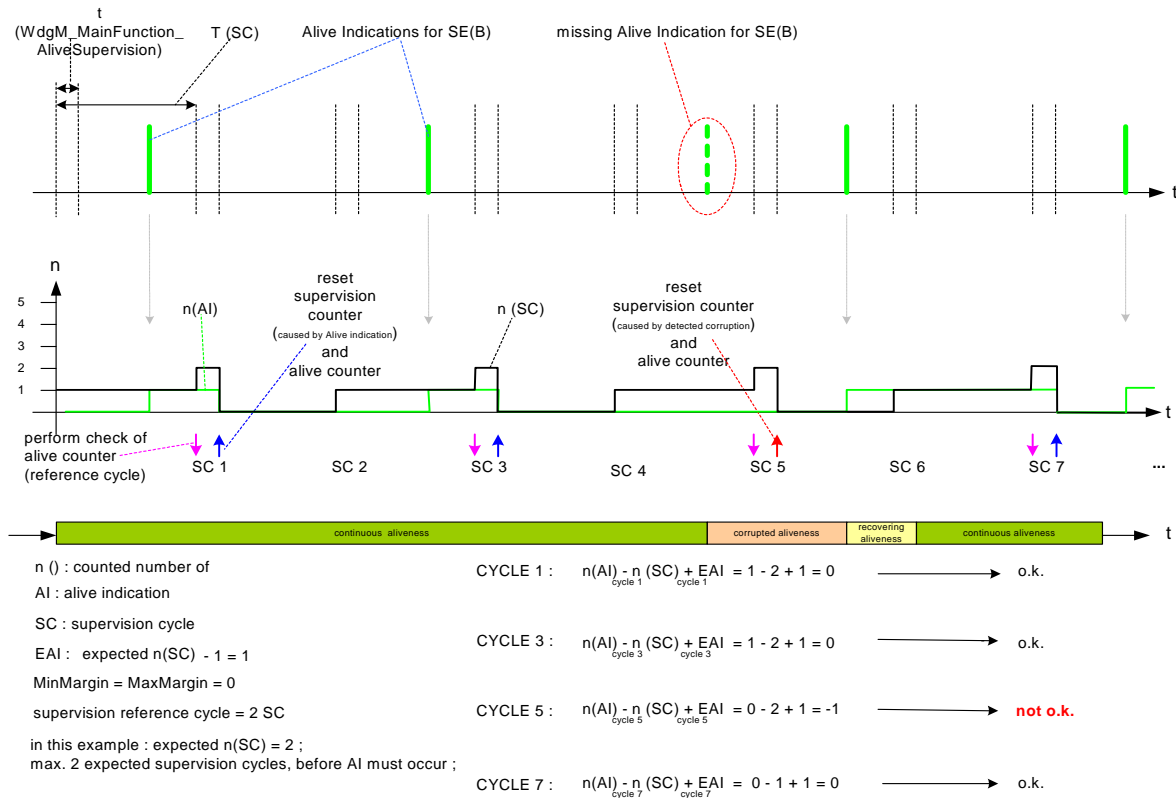 t
(WdgM_MainFunction_
AliveSupervision)
T (SC)
Alive Indications for SE(B)
missing Alive Indication for SE(B)
t
n
5
4
3
2
1
n(AI)
reset
supervision
counter
(caused by Alive indication)
and
alive counter
n (SC)
reset
supervision
counter
(caused by detected corruption)
and
alive counter
t
perform check of
alive counter
(reference cycle)
SC 1
SC 2
SC 3
SC 4
SC 5
SC 6
SC 7
...
continuous aliveness
corrupted aliveness
recovering
aliveness
continuous aliveness
t
n () : counted number of
AI : alive indication
SC : supervision cycle
EAI : expected n(SC) - 1 = 1
MinMargin = MaxMargin = 0
supervision reference cycle = 2 SC
in this example : expected n(SC) = 2 ;
max. 2 expected supervision cycles, before AI must occur ;
CYCLE 1 : n(AI) - n (SC) + EAI = 1 - 2 + 1 = 0 o.k.
cycle 1 cycle 1
CYCLE 3 : n(AI) - n (SC) + EAI = 1 - 2 + 1 = 0 o.k.
cycle 3 cycle 3
CYCLE 5 : n(AI) - n (SC) + EAI = 0 - 2 + 1 = -1 not o.k.
cycle 5 cycle 5
CYCLE 7 : n(AI) - n (SC) + EAI = 0 - 1 + 1 = 0 o.k.
cycle 7 cycle 7